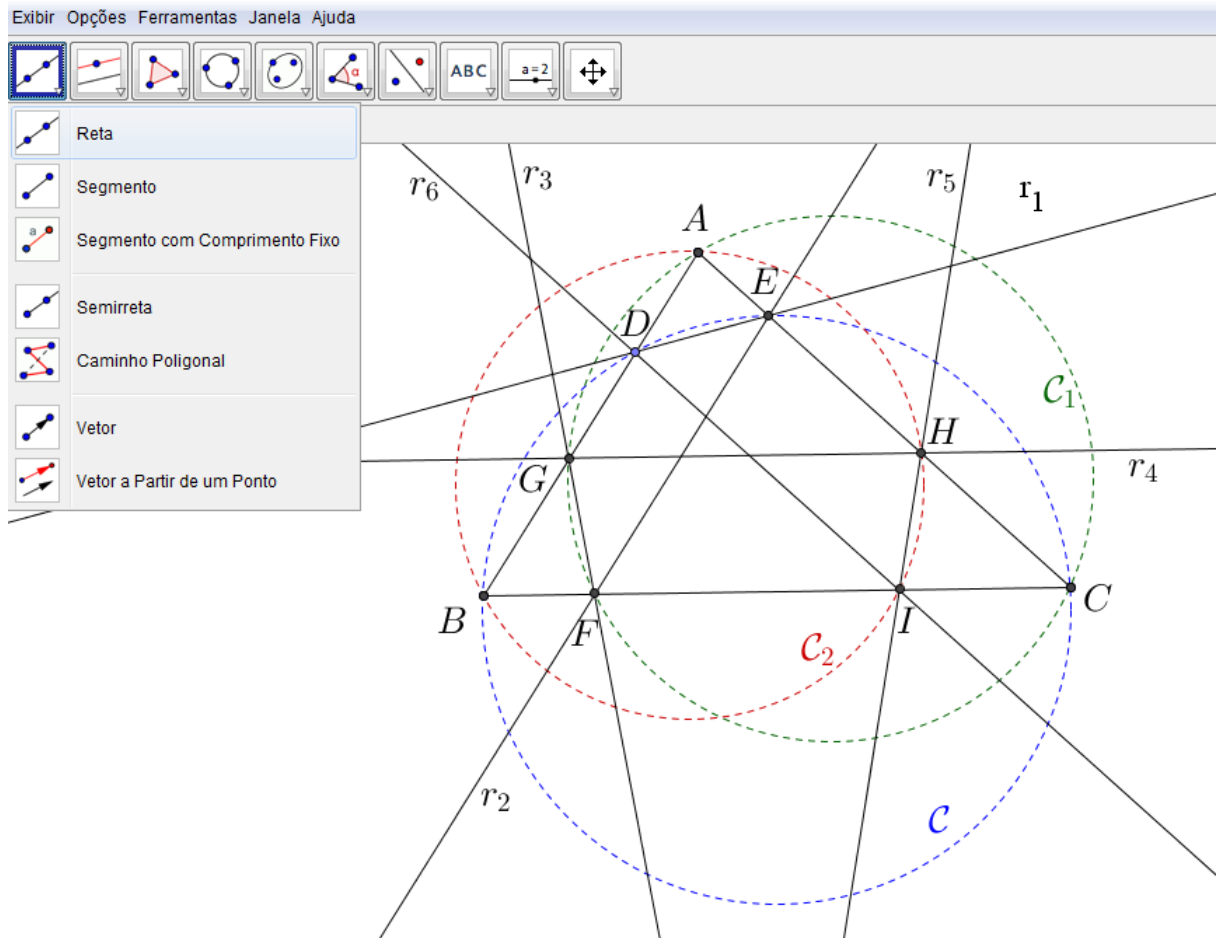 Exibir Opções Ferramentas Janela Ajuda
α
ABC
a=2
Reta
Segmento
a
Segmento com Comprimento Fixo
Semirreta
Caminho Poligonal
Vetor
Vetor a Partir de um Ponto
r₆
r₃
r₅
r₁
A
E
D
C₁
H
G
r₄
B
F
I
C
C₂
r₂
C